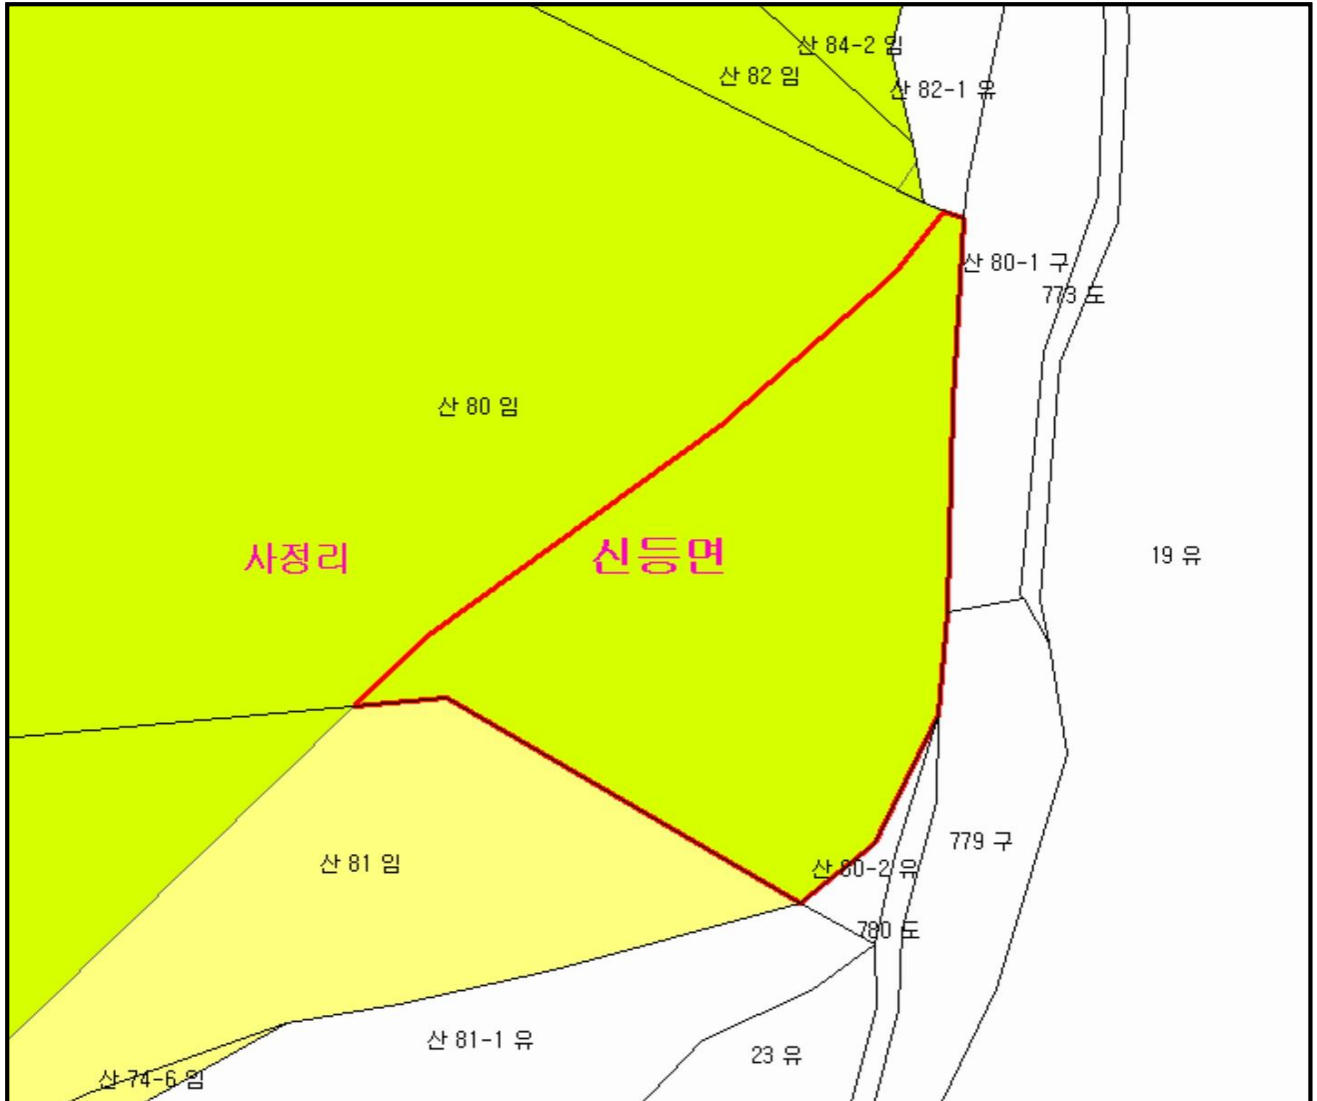 산 84-2 임
산 82 임
산 82-1 유
산 80-1 구
773 도
산 80 임
사정리
신등면
19 유
779 구
산 81 임
산 80-2 유
780 도
산 81-1 유
23 유
산 74-6 임